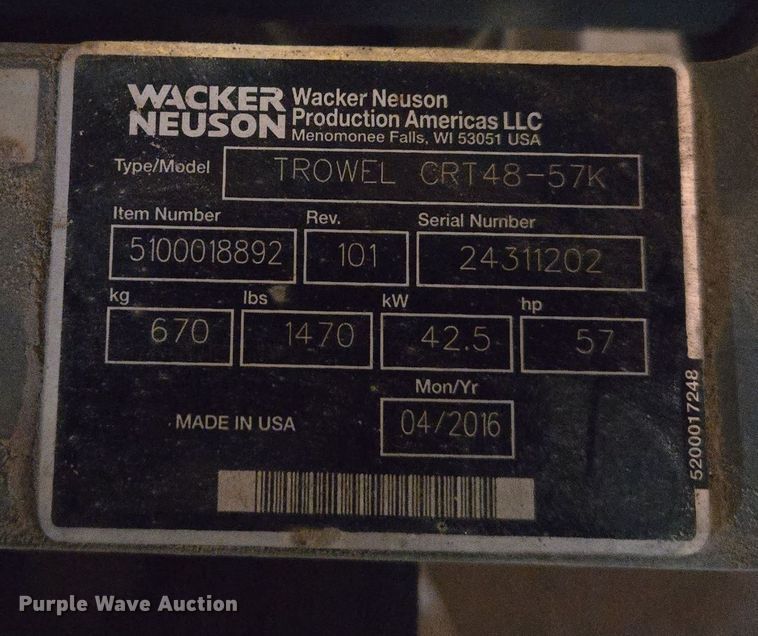 WACKER NEUSON
Wacker Neuson
Production Americas LLC
Menomonee Falls, WI 53051 USA
Type/Model TROWEL CRT48-57K
Item Number Rev. Serial Number
5100018892 101 24311202
kg lbs kW hp
670 1470 42.5 57
Mon/Yr
MADE IN USA 04/2016
5200017248
Purple Wave Auction